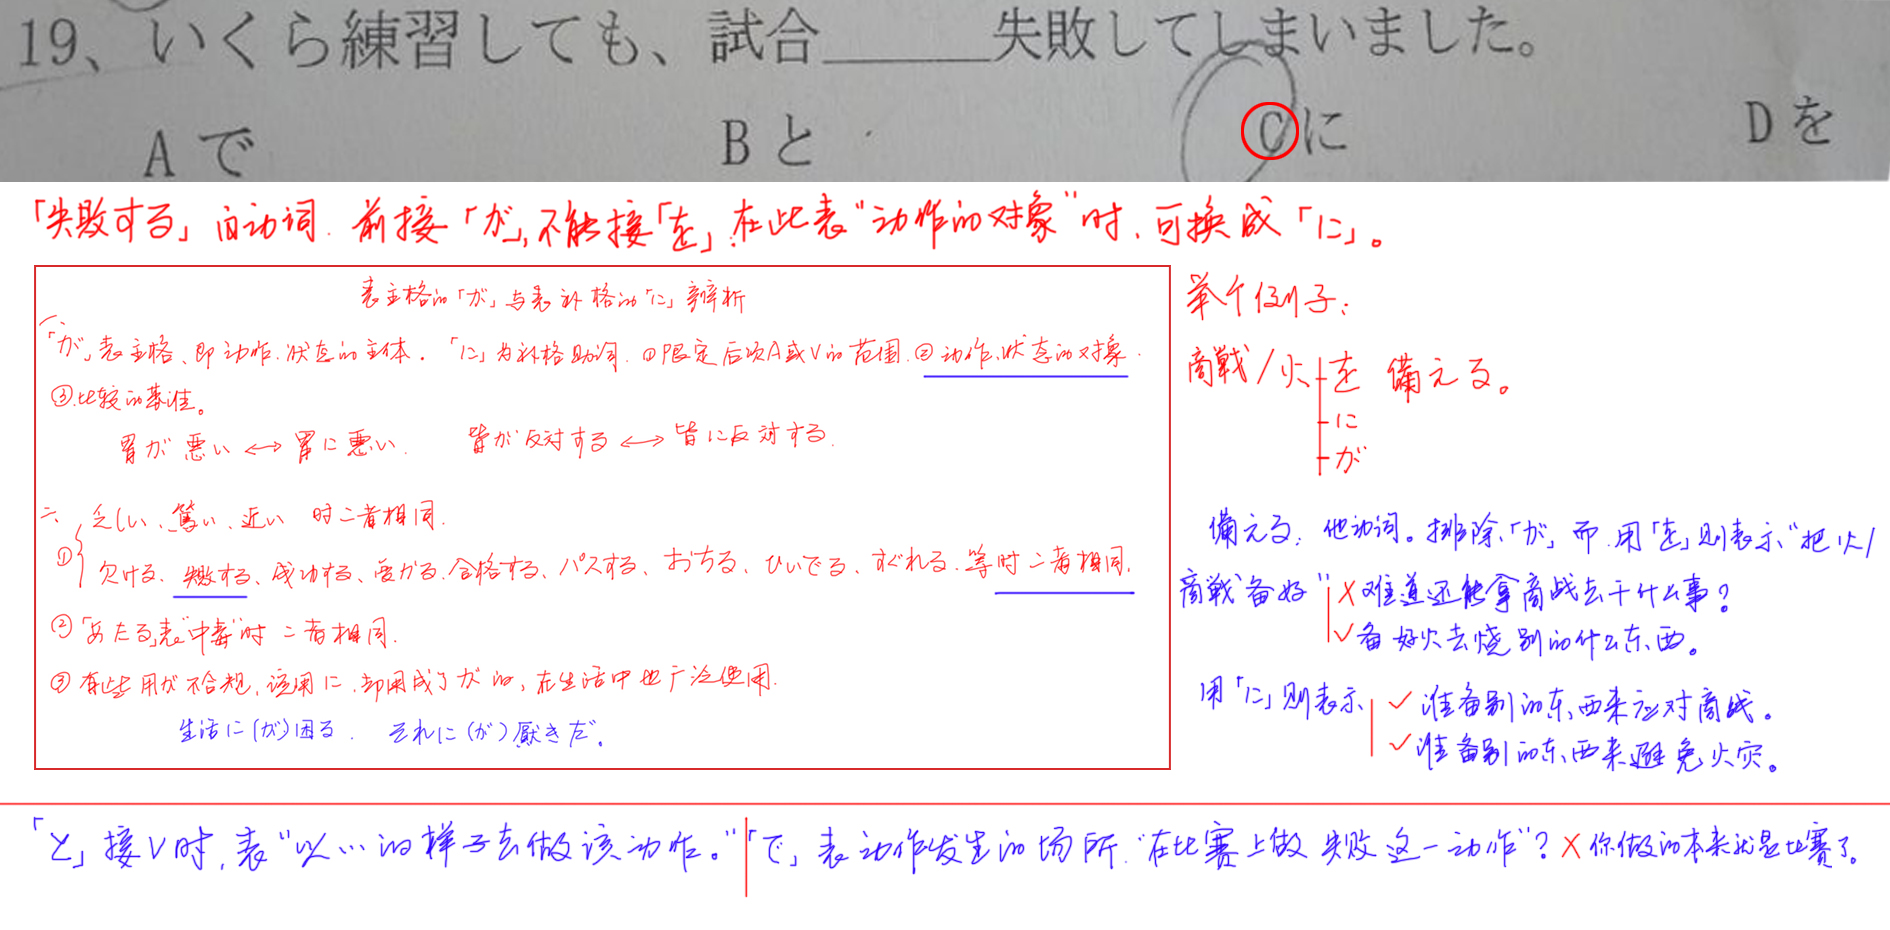 19、いくら練習しても、試合______失敗してしまいました。
A で B と C に D を
「失敗する」自动词.前接「が」,不能接「を」,在此表“动作的对象”时,可换成「に」。
表主格的「が」与表补格的「に」辨析
一、
「が」表主格、即动作.状态的主体.「に」为补格助词.①限定后次A或V的范围.②动作、状态的对象.
③比较的基准。
胃が悪い ↔ 胃に悪い. 皆が反対する ↔ 皆に反対する.
二、乏しい、篤い、近い 时二者相同.
① 欠ける、失敗する、成功する、受かる、合格する、パスする、おちる、ひいでる、すぐれる.等时二者相同.
②「あたる」表“中毒”时 二者相同.
③ 有些用が不合规,该用に.却用成了が的,在生活中也广泛使用.
生活に(が)困る. それに(が)厭きだ。
举个例子:
商戦/火 を 備える。
に
が
備える:他动词。排除「が」而.用「を」则表示“把火/
商戦备好” ×难道还能拿商战去干什么事?
✓备好火去烧别的什么东西。
用「に」则表示 ✓准备别的东西来应对商战。
✓准备别的东西来避免火灾。
「と」接V时,表“以…的样子去做该动作。”「で」表动作发生的场所.“在比赛上做失败这一动作”? ×你做的本来就是比赛了。